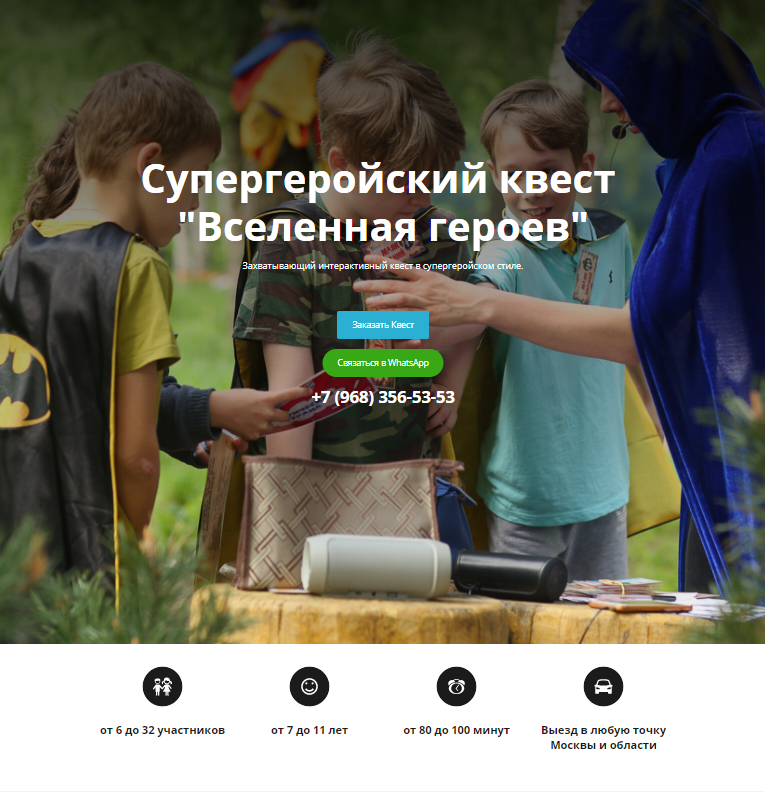 Супергеройский квест
"Вселенная героев"
Захватывающий интерактивный квест в супергеройском стиле.
Заказать Квест
Связаться в WhatsApp
+7 (968) 356-53-53
от 6 до 32 участников
от 7 до 11 лет
от 80 до 100 минут
Выезд в любую точку
Москвы и области